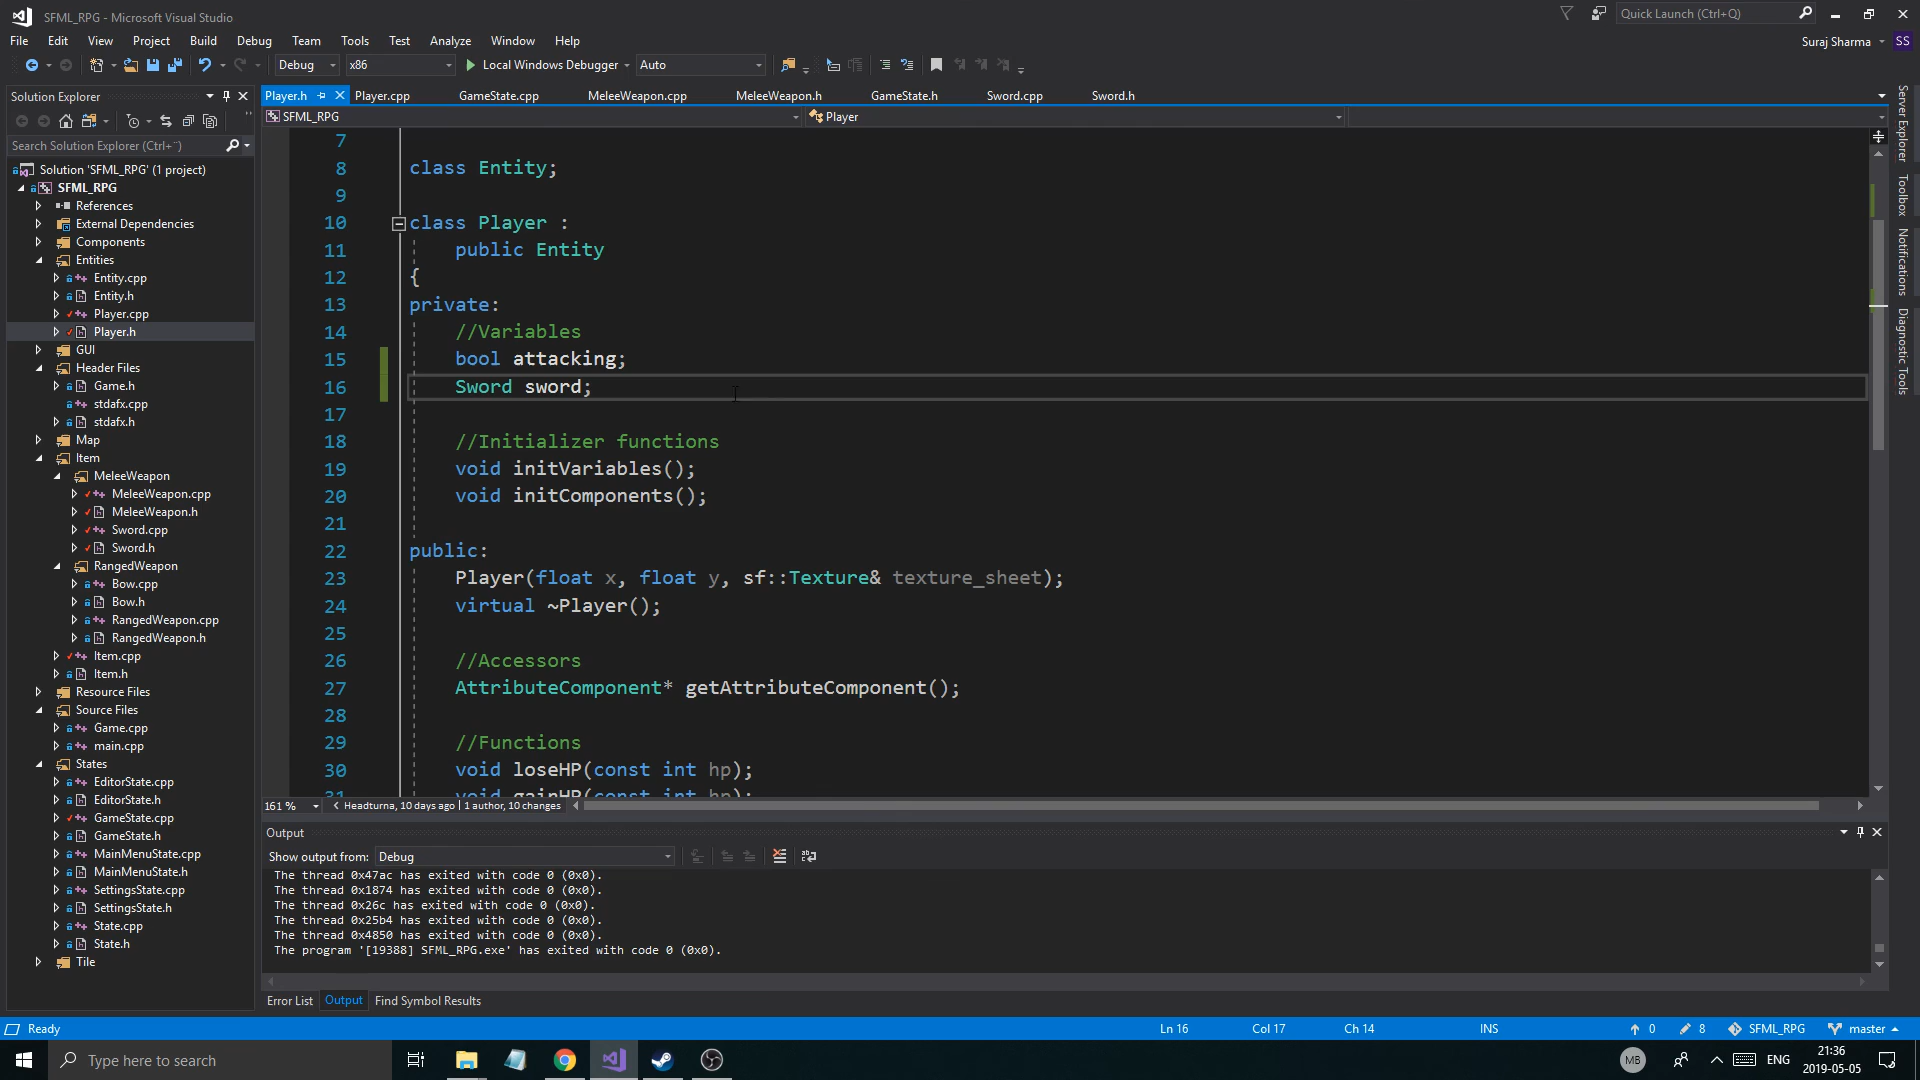 SFML_RPG - Microsoft Visual Studio
Quick Launch (Ctrl+Q)
File Edit View Project Build Debug Team Tools Test Analyze Window Help
Suraj Sharma SS
Debug x86 Local Windows Debugger Auto
Solution Explorer
Player.h Player.cpp GameState.cpp MeleeWeapon.cpp MeleeWeapon.h GameState.h Sword.cpp Sword.h
SFML_RPG Player
Search Solution Explorer (Ctrl+¨)
Solution 'SFML_RPG' (1 project)
SFML_RPG
References
External Dependencies
Components
Entities
Entity.cpp
Entity.h
Player.cpp
Player.h
GUI
Header Files
Game.h
stdafx.cpp
stdafx.h
Map
Item
MeleeWeapon
MeleeWeapon.cpp
MeleeWeapon.h
Sword.cpp
Sword.h
RangedWeapon
Bow.cpp
Bow.h
RangedWeapon.cpp
RangedWeapon.h
Item.cpp
Item.h
Resource Files
Source Files
Game.cpp
main.cpp
States
EditorState.cpp
EditorState.h
GameState.cpp
GameState.h
MainMenuState.cpp
MainMenuState.h
SettingsState.cpp
SettingsState.h
State.cpp
State.h
Tile
7
8 class Entity;
9
10 class Player :
11 public Entity
12 {
13 private:
14 //Variables
15 bool attacking;
16 Sword sword;
17
18 //Initializer functions
19 void initVariables();
20 void initComponents();
21
22 public:
23 Player(float x, float y, sf::Texture& texture_sheet);
24 virtual ~Player();
25
26 //Accessors
27 AttributeComponent* getAttributeComponent();
28
29 //Functions
30 void loseHP(const int hp);
31 void gainHP(const int hp);
161 % Headturna, 10 days ago | 1 author, 10 changes
Server Explorer
Toolbox
Notifications
Diagnostic Tools
Output
Show output from: Debug
The thread 0x47ac has exited with code 0 (0x0).
The thread 0x1874 has exited with code 0 (0x0).
The thread 0x26c has exited with code 0 (0x0).
The thread 0x25b4 has exited with code 0 (0x0).
The thread 0x4850 has exited with code 0 (0x0).
The program '[19388] SFML_RPG.exe' has exited with code 0 (0x0).
Error List Output Find Symbol Results
Ready Ln 16 Col 17 Ch 14 INS 0 8 SFML_RPG master
Type here to search
MB ENG 21:36
2019-05-05